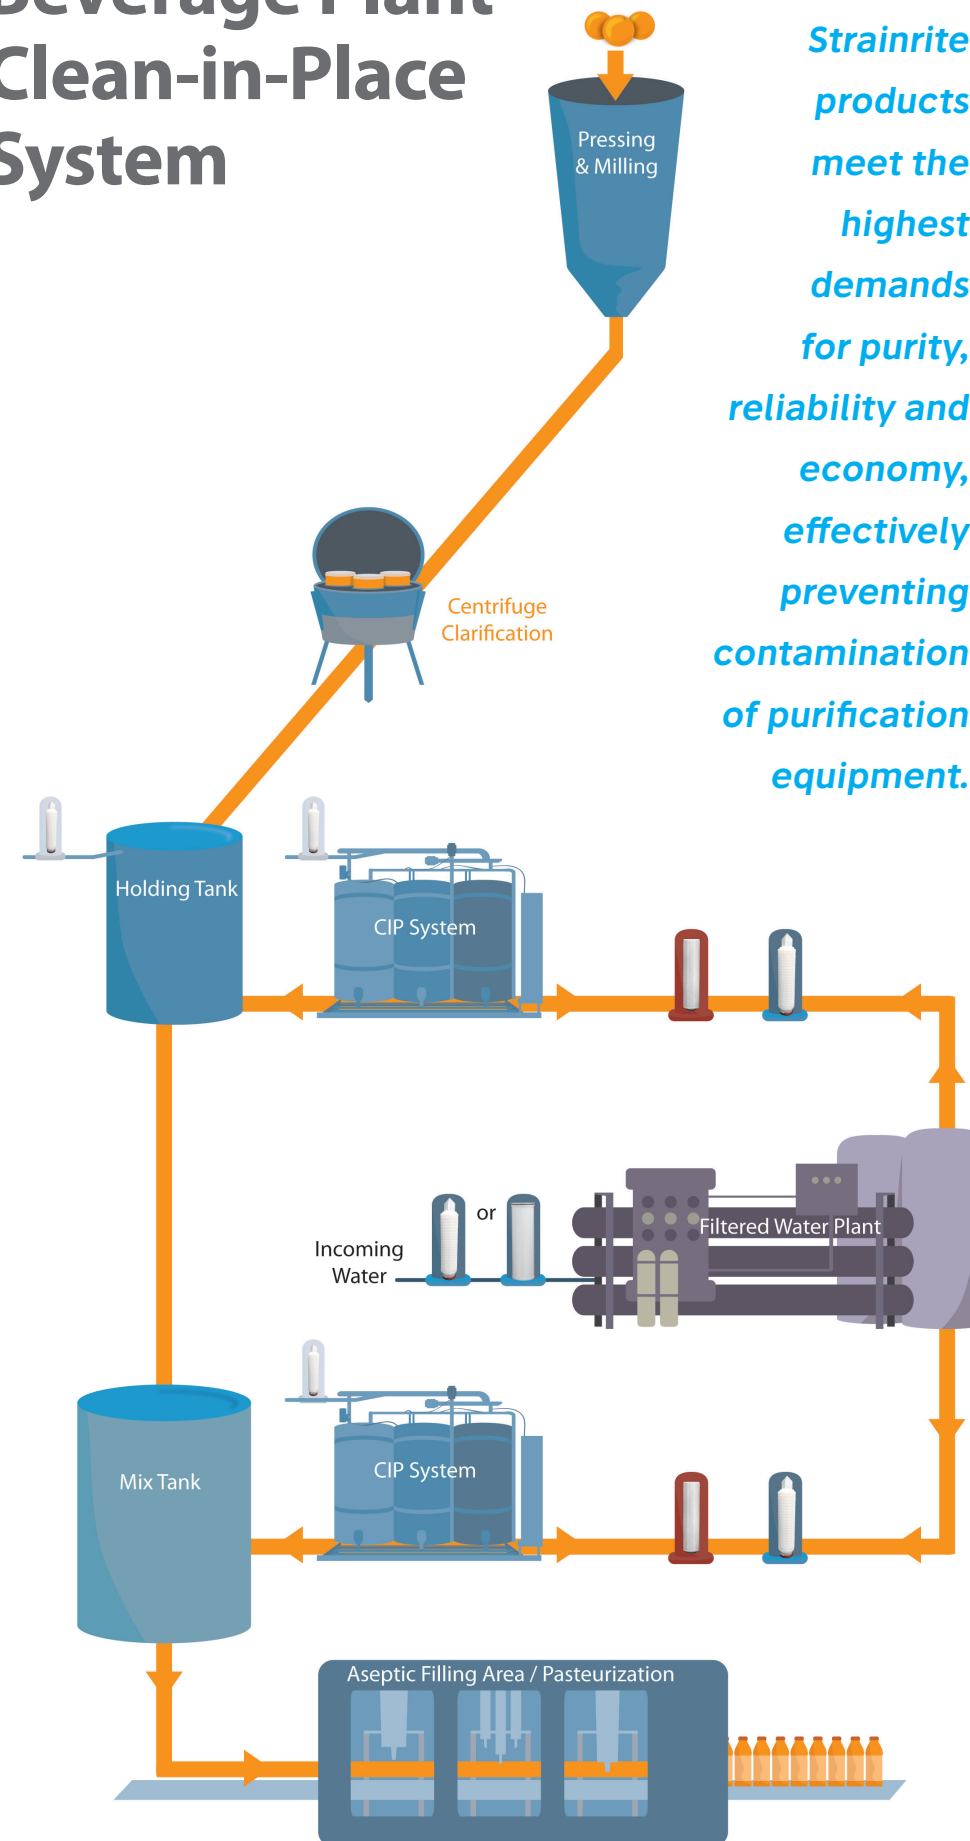 Beverage Plant
Clean-in-Place
System
Strainrite
products
meet the
highest
demands
for purity,
reliability and
economy,
effectively
preventing
contamination
of purification
equipment.
Pressing
& Milling
Centrifuge
Clarification
Holding Tank
CIP System
or
Incoming
Water
Filtered Water Plant
CIP System
Mix Tank
Aseptic Filling Area / Pasteurization